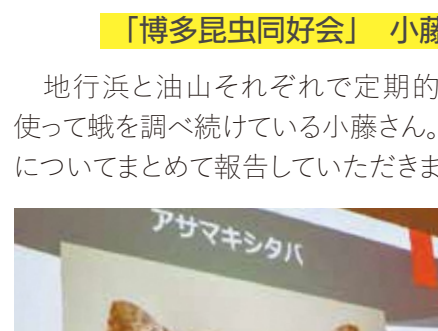 「博多昆虫同好会」 小藤
地行浜と油山それぞれで定期的
使って蛾を調べ続けている小藤さん。
についてまとめて報告していただきま
アサマキシタバ